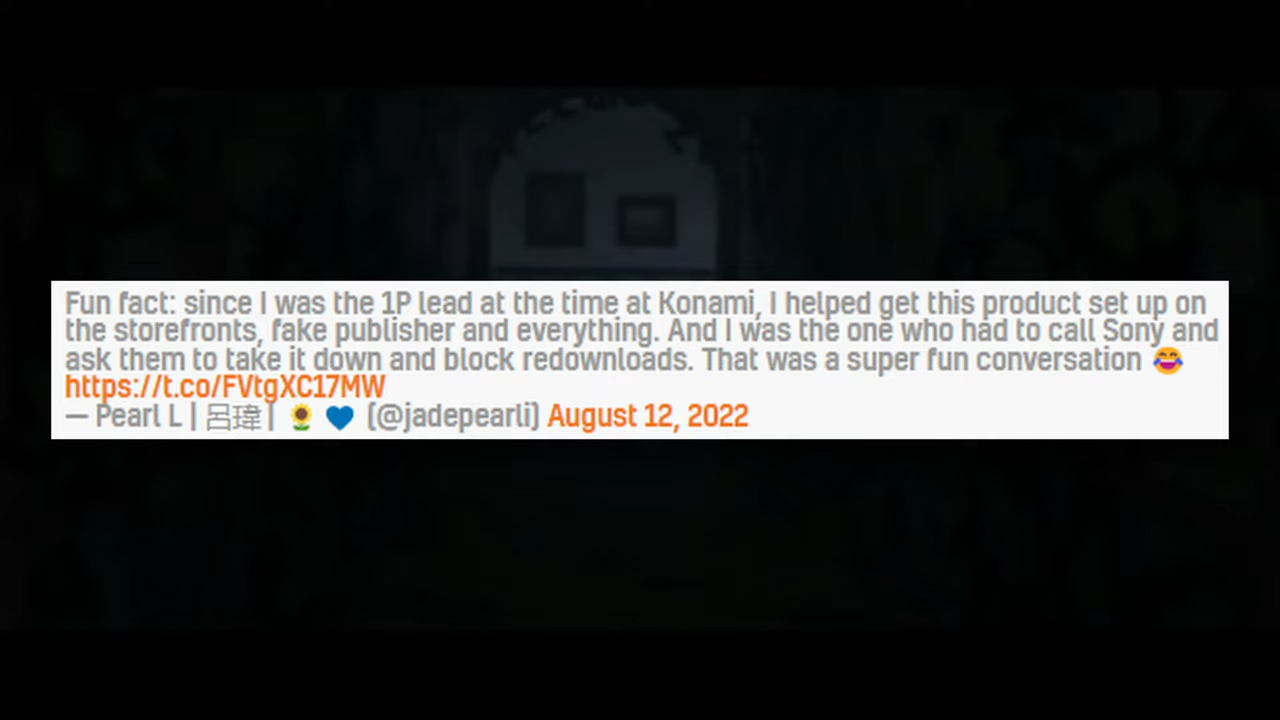 Fun fact: since I was the 1P lead at the time at Konami, I helped get this product set up on
the storefronts, fake publisher and everything. And I was the one who had to call Sony and
ask them to take it down and block redownloads. That was a super fun conversation 😂
https://t.co/FVtgXC17MW
— Pearl L | 呂瑋 | 🌻 💙 (@jadepearli) August 12, 2022